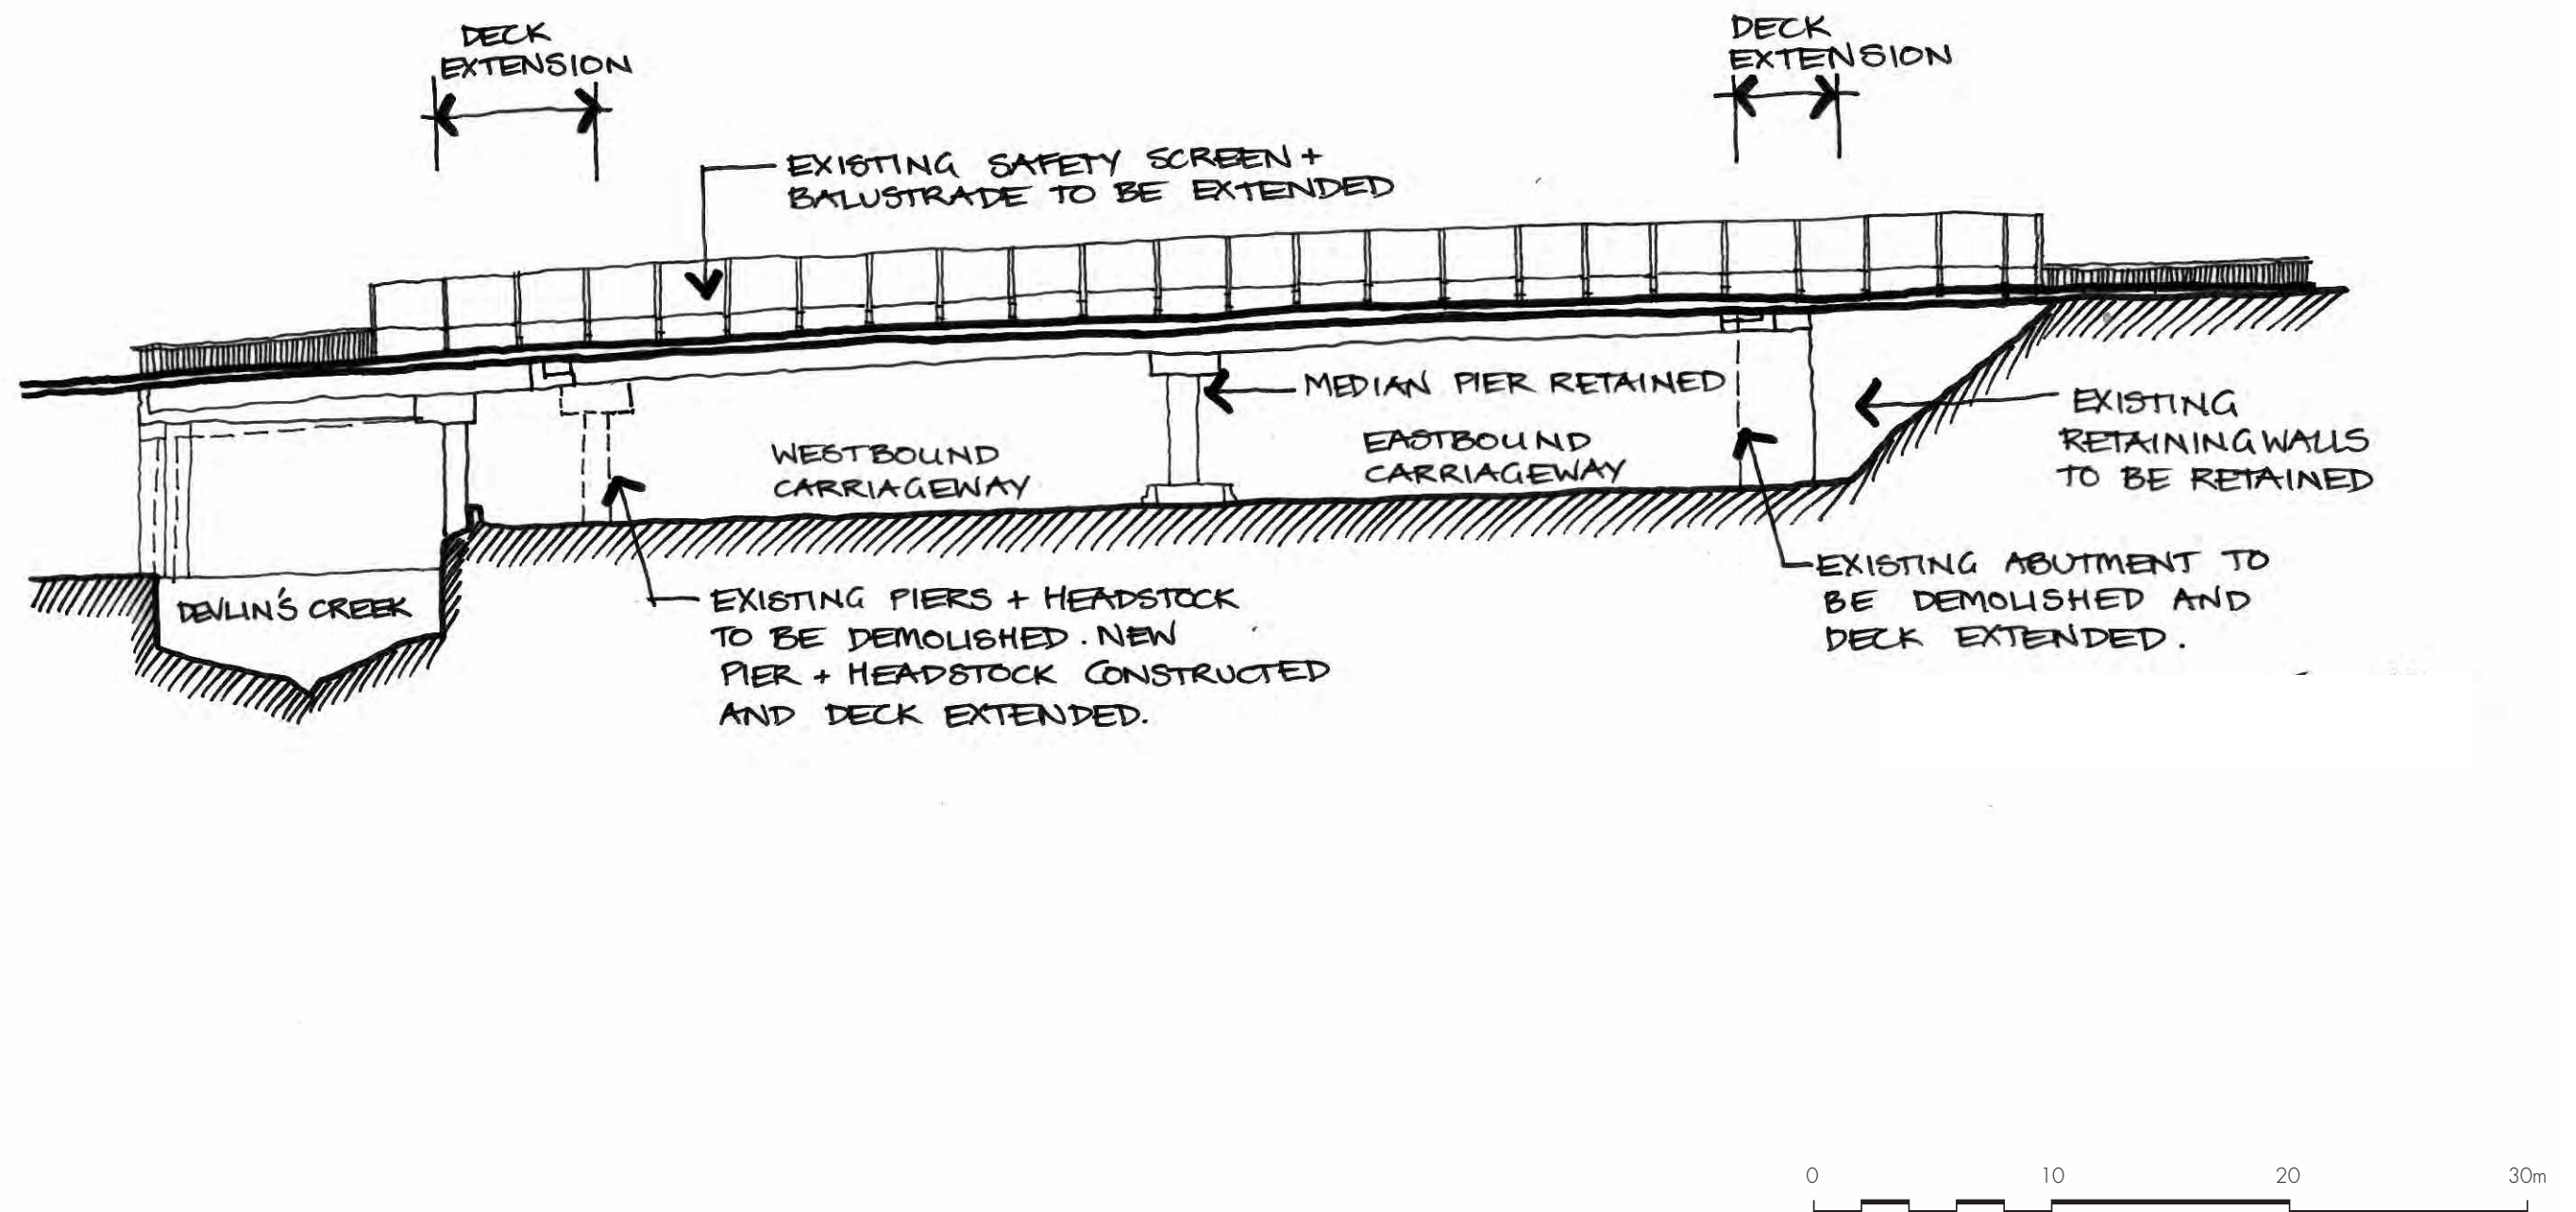 DECK
EXTENSION
DECK
EXTENSION
EXISTING SAFETY SCREEN +
BALUSTRADE TO BE EXTENDED
MEDIAN PIER RETAINED
EXISTING
RETAINING WALLS
TO BE RETAINED
WESTBOUND
CARRIAGEWAY
EASTBOUND
CARRIAGEWAY
DEVLIN'S CREEK
EXISTING PIERS + HEADSTOCK
TO BE DEMOLISHED. NEW
PIER + HEADSTOCK CONSTRUCTED
AND DECK EXTENDED.
EXISTING ABUTMENT TO
BE DEMOLISHED AND
DECK EXTENDED.
0 10 20 30m